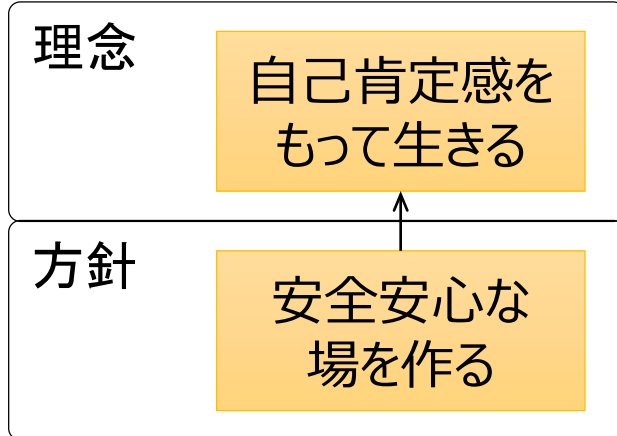 理念
自己肯定感を
もって生きる
方針
安全安心な
場を作る